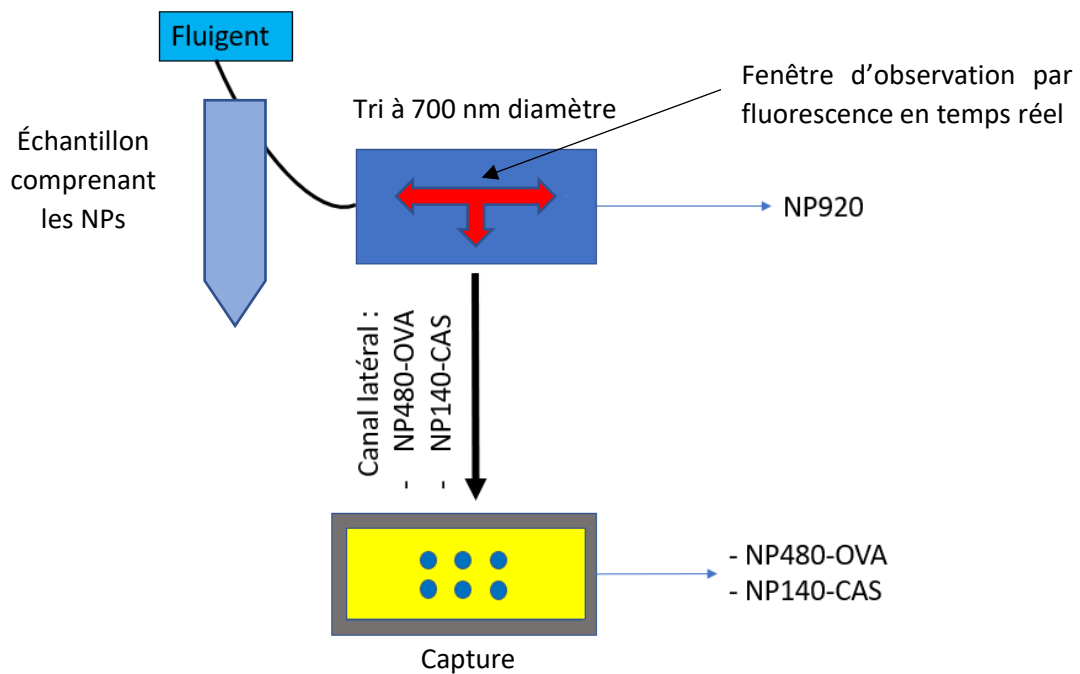 Fluigent
Échantillon
comprenant
les NPs
Tri à 700 nm diamètre
Fenêtre d'observation par
fluorescence en temps réel
NP920
Canal latéral :
- NP480-OVA
- NP140-CAS
- NP480-OVA
- NP140-CAS
Capture